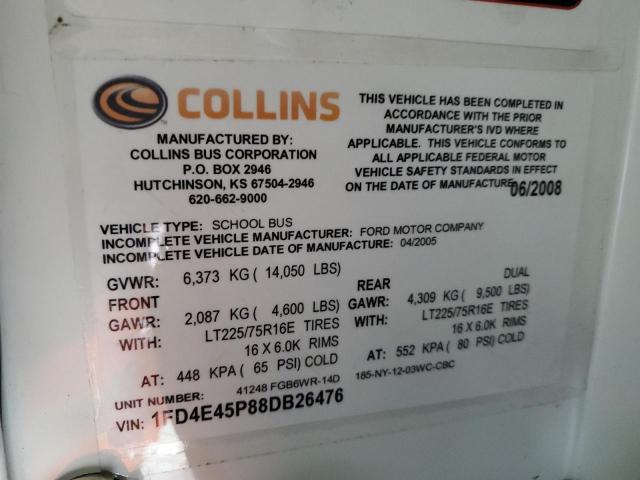 COLLINS
MANUFACTURED BY:
COLLINS BUS CORPORATION
P.O. BOX 2946
HUTCHINSON, KS 67504-2946
620-662-9000
THIS VEHICLE HAS BEEN COMPLETED IN
ACCORDANCE WITH THE PRIOR
MANUFACTURER'S IVD WHERE
APPLICABLE. THIS VEHICLE CONFORMS TO
ALL APPLICABLE FEDERAL MOTOR
VEHICLE SAFETY STANDARDS IN EFFECT
ON THE DATE OF MANUFACTURE 06/2008
VEHICLE TYPE: SCHOOL BUS
INCOMPLETE VEHICLE MANUFACTURER: FORD MOTOR COMPANY
INCOMPLETE VEHICLE DATE OF MANUFACTURE: 04/2005
GVWR: 6,373 KG ( 14,050 LBS)
FRONT
GAWR: 2,087 KG ( 4,600 LBS)
WITH: LT225/75R16E TIRES
16 X 6.0K RIMS
AT: 448 KPA ( 65 PSI) COLD
DUAL
REAR
GAWR: 4,309 KG ( 9,500 LBS)
WITH: LT225/75R16E TIRES
16 X 6.0K RIMS
AT: 552 KPA ( 80 PSI) COLD
UNIT NUMBER: 41248 FGB6WR-14D 185-NY-12-03WC-CBC
VIN: 1FD4E45P88DB26476